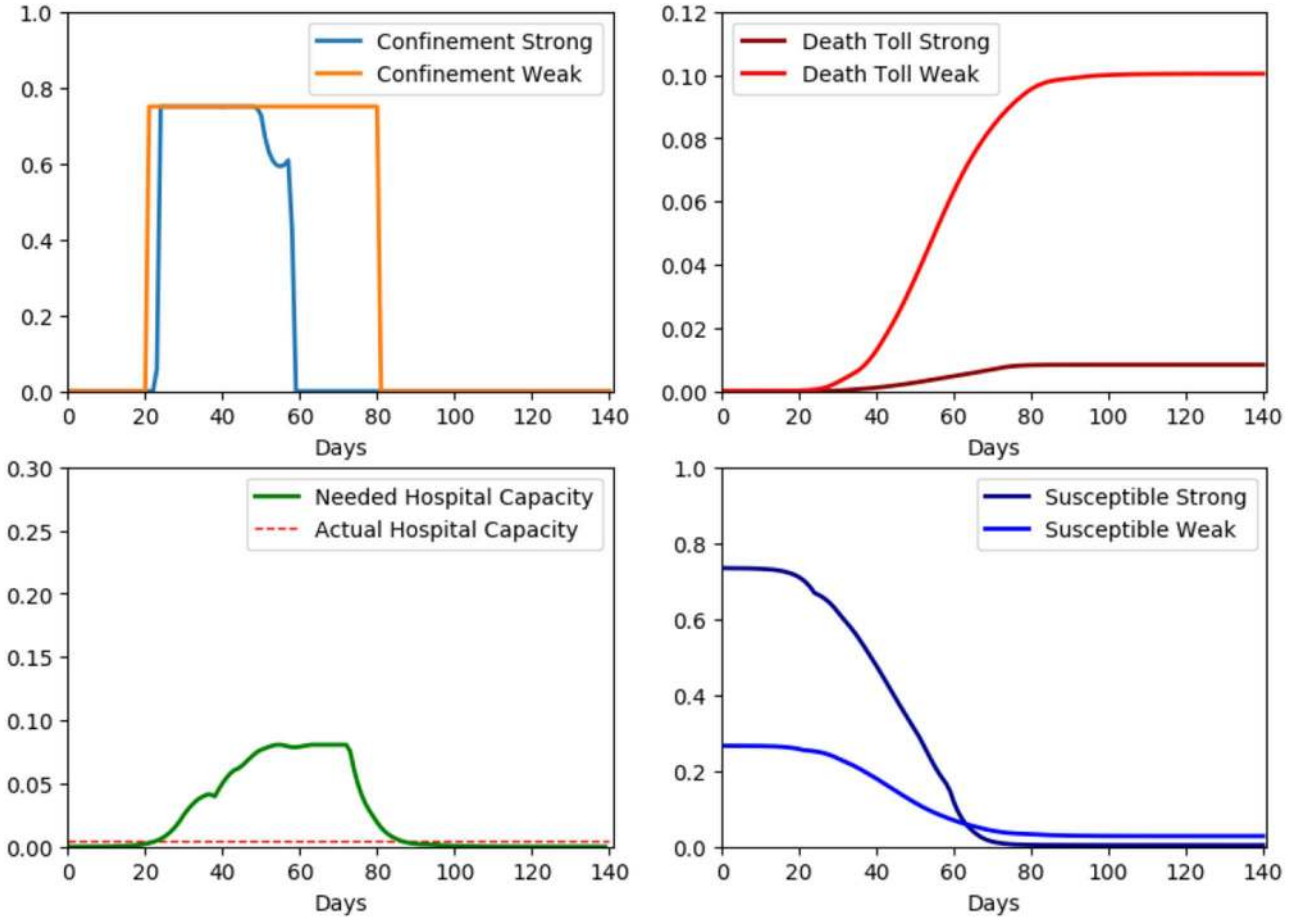 1.0
0.8
0.6
0.4
0.2
0.0
Confinement Strong
Confinement Weak
0 20 40 60 80 100 120 140
Days
0.12
0.10
0.08
0.06
0.04
0.02
0.00
Death Toll Strong
Death Toll Weak
0 20 40 60 80 100 120 140
Days
0.30
0.25
0.20
0.15
0.10
0.05
0.00
Needed Hospital Capacity
Actual Hospital Capacity
0 20 40 60 80 100 120 140
Days
1.0
0.8
0.6
0.4
0.2
0.0
Susceptible Strong
Susceptible Weak
0 20 40 60 80 100 120 140
Days